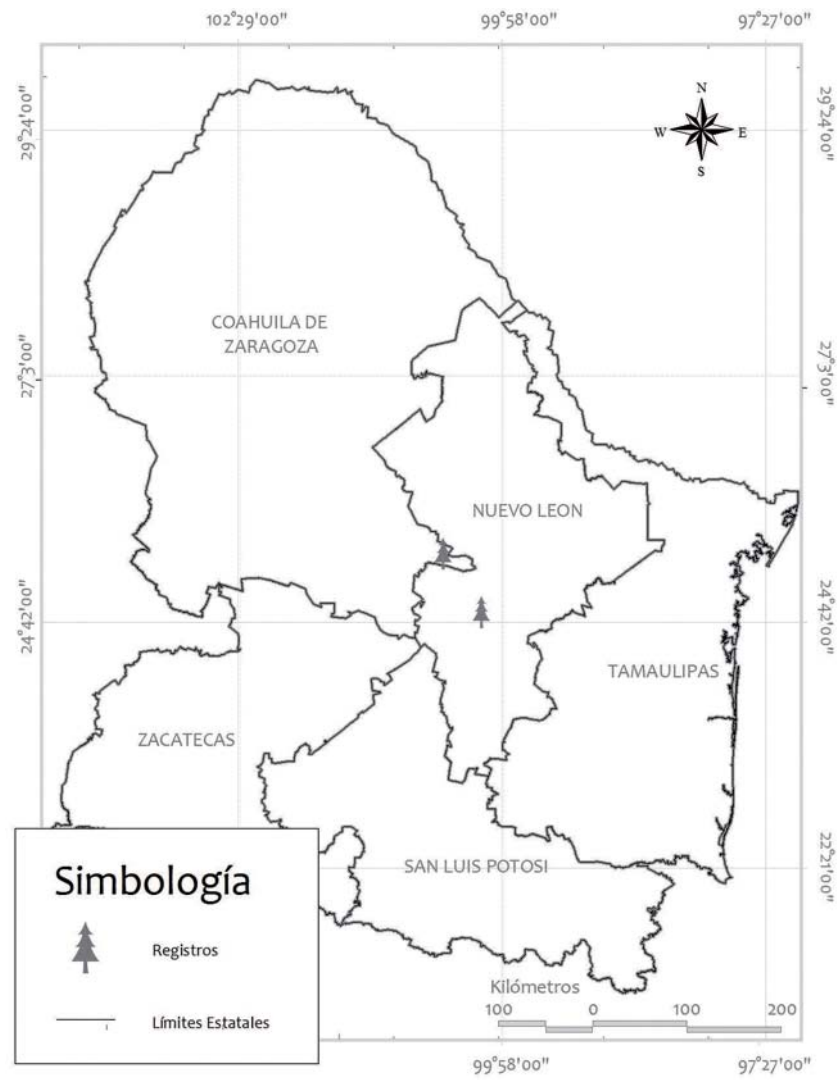 102°29'00" 99°58'00" 97°27'00"
N
W E
S
29°24'00" 29°24'00"
COAHUILA DE
ZARAGOZA
27°3'00" 27°3'00"
NUEVO LEON
24°42'00" 24°42'00"
TAMAULIPAS
ZACATECAS
SAN LUIS POTOSI
22°21'00"
Simbología
Registros
Límites Estatales
Kilómetros
100 0 100 200
99°58'00" 97°27'00"